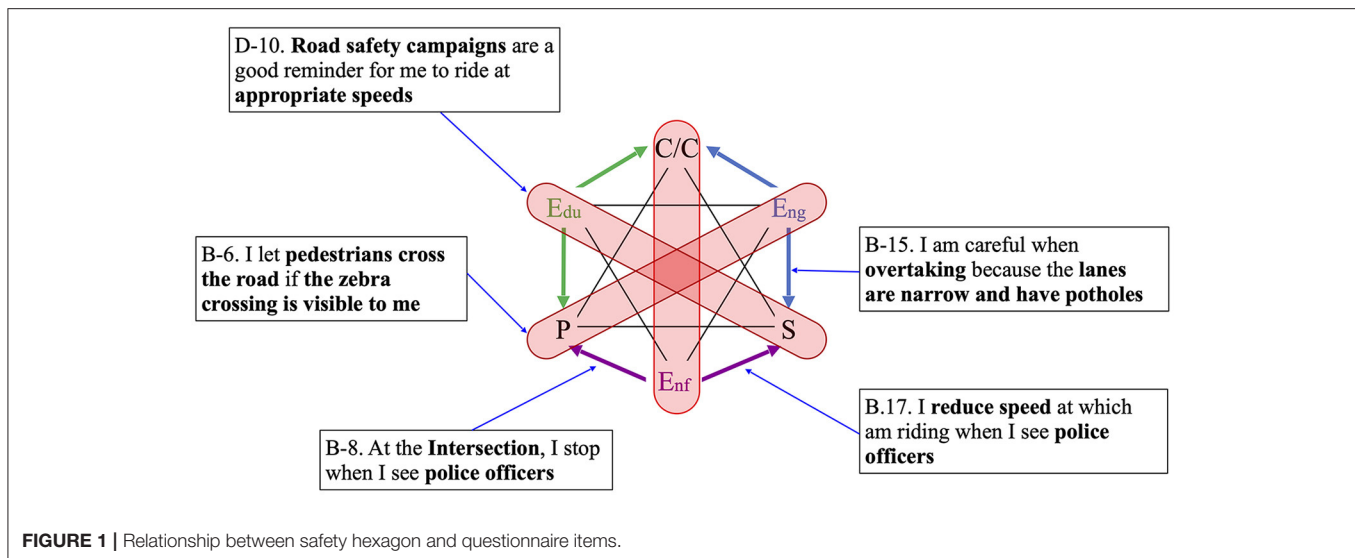 D-10. Road safety campaigns are a
good reminder for me to ride at
appropriate speeds
C/C
Edu
Eng
B-6. I let pedestrians cross
the road if the zebra
crossing is visible to me
B-15. I am careful when
overtaking because the lanes
are narrow and have potholes
P
S
Enf
B-8. At the Intersection, I stop
when I see police officers
B.17. I reduce speed at which
am riding when I see police
officers
FIGURE 1 | Relationship between safety hexagon and questionnaire items.